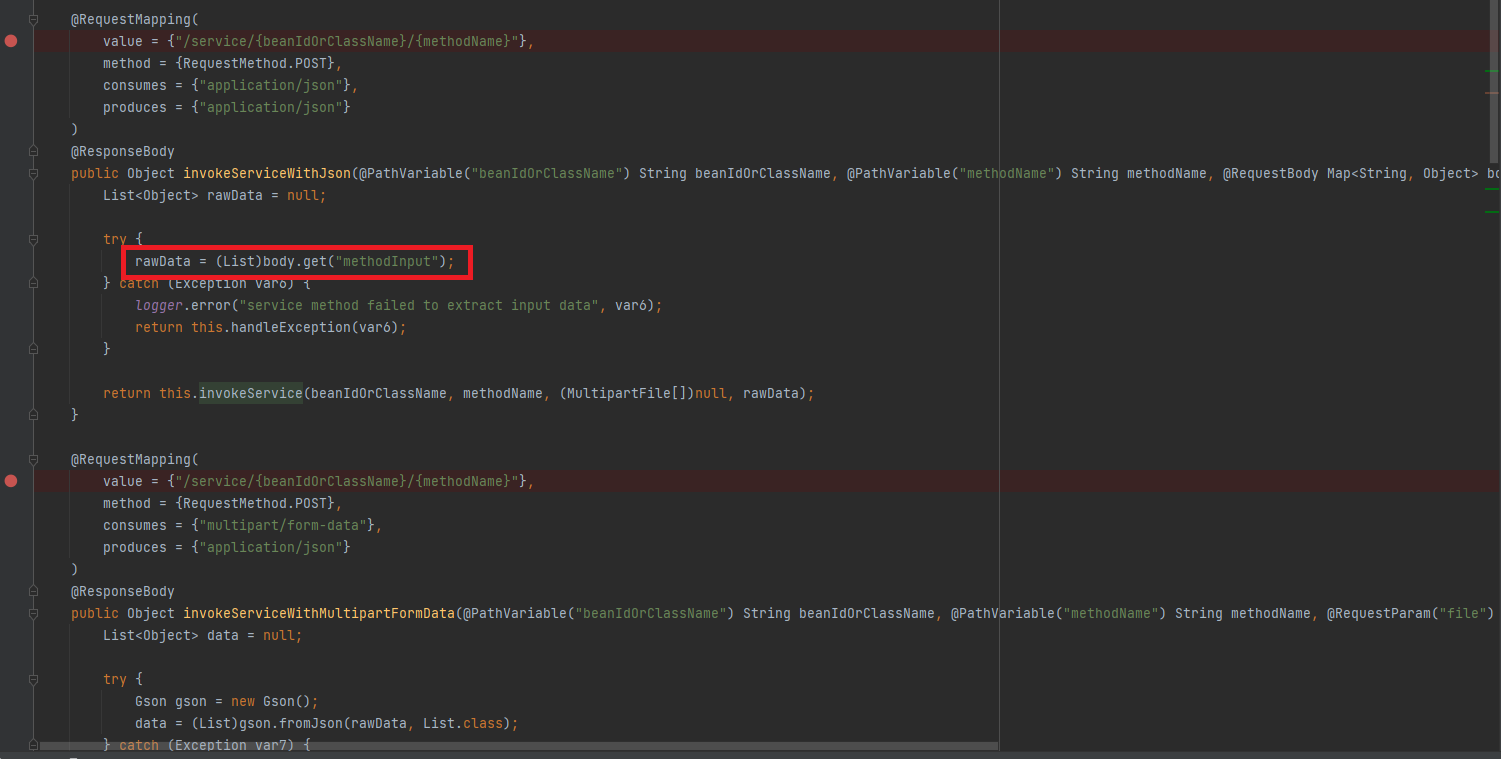 @RequestMapping(
value = {"/service/{beanIdOrClassName}/{methodName}"},
method = {RequestMethod.POST},
consumes = {"application/json"},
produces = {"application/json"}
)
@ResponseBody
public Object invokeServiceWithJson(@PathVariable("beanIdOrClassName") String beanIdOrClassName, @PathVariable("methodName") String methodName, @RequestBody Map<String, Object> bo
List<Object> rawData = null;
try {
rawData = (List)body.get("methodInput");
} catch (Exception var6) {
logger.error("service method failed to extract input data", var6);
return this.handleException(var6);
}
return this.invokeService(beanIdOrClassName, methodName, (MultipartFile[])null, rawData);
}
@RequestMapping(
value = {"/service/{beanIdOrClassName}/{methodName}"},
method = {RequestMethod.POST},
consumes = {"multipart/form-data"},
produces = {"application/json"}
)
@ResponseBody
public Object invokeServiceWithMultipartFormData(@PathVariable("beanIdOrClassName") String beanIdOrClassName, @PathVariable("methodName") String methodName, @RequestParam("file")
List<Object> data = null;
try {
Gson gson = new Gson();
data = (List)gson.fromJson(rawData, List.class);
} catch (Exception var7) {